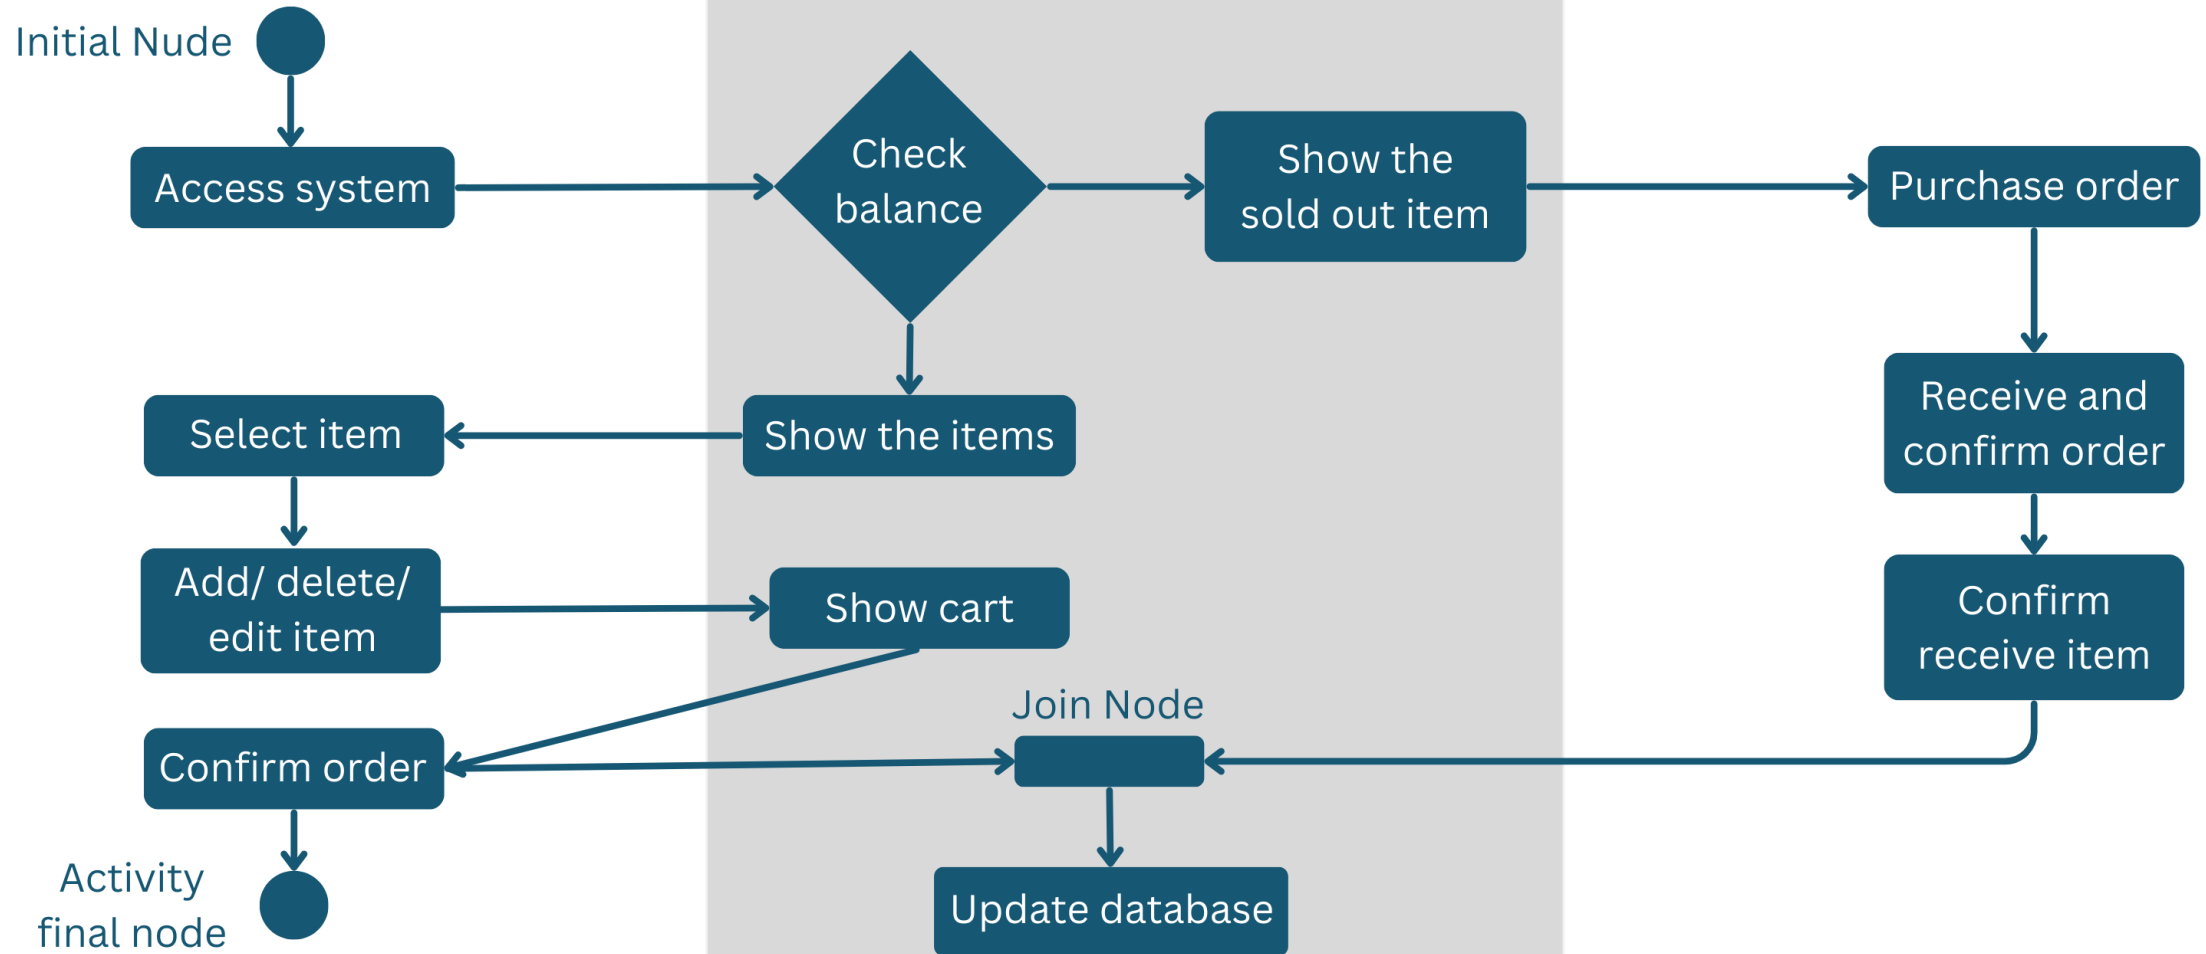 Initial Nude
Access system
Check
balance
Show the
sold out item
Purchase order
Select item
Show the items
Receive and
confirm order
Add/ delete/
edit item
Show cart
Confirm
receive item
Join Node
Confirm order
Activity
final node
Update database